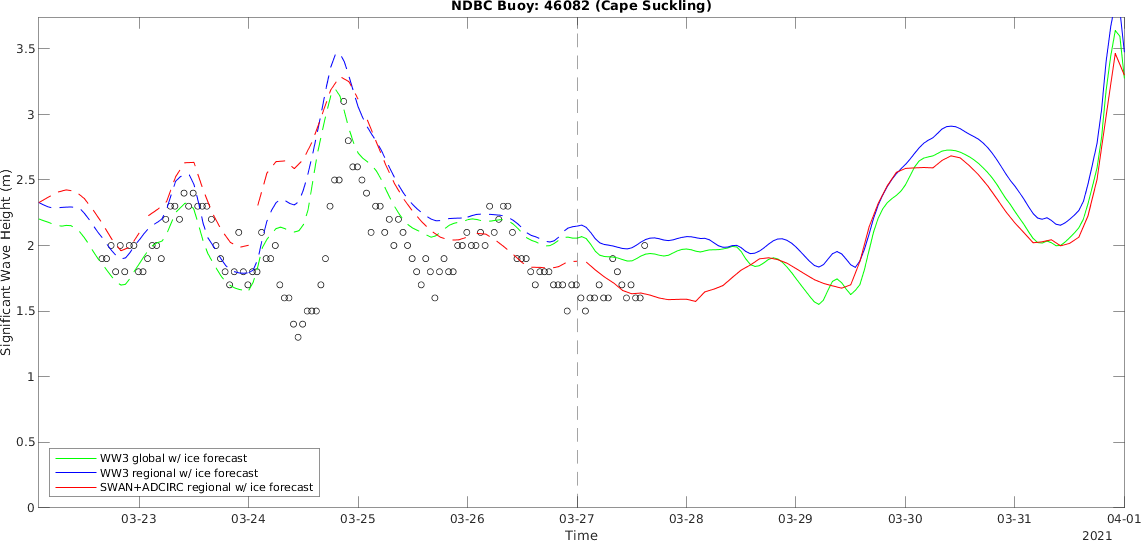 NDBC Buoy: 46082 (Cape Suckling)
Significant Wave Height (m)
3.5
3
2.5
2
1.5
1
0.5
0
WW3 global w/ ice forecast
WW3 regional w/ ice forecast
SWAN+ADCIRC regional w/ ice forecast
03-23 03-24 03-25 03-26 03-27 03-28 03-29 03-30 03-31 04-01
Time
2021